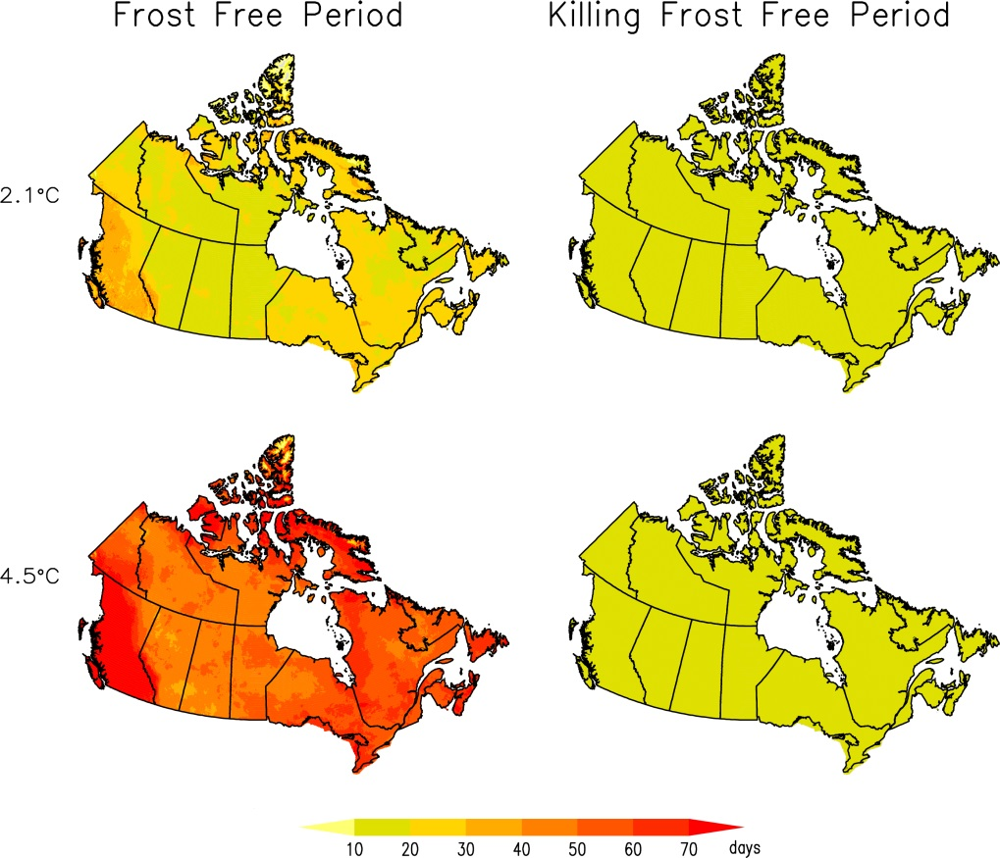 Frost Free Period
Killing Frost Free Period
2.1°C
4.5°C
10 20 30 40 50 60 70 days